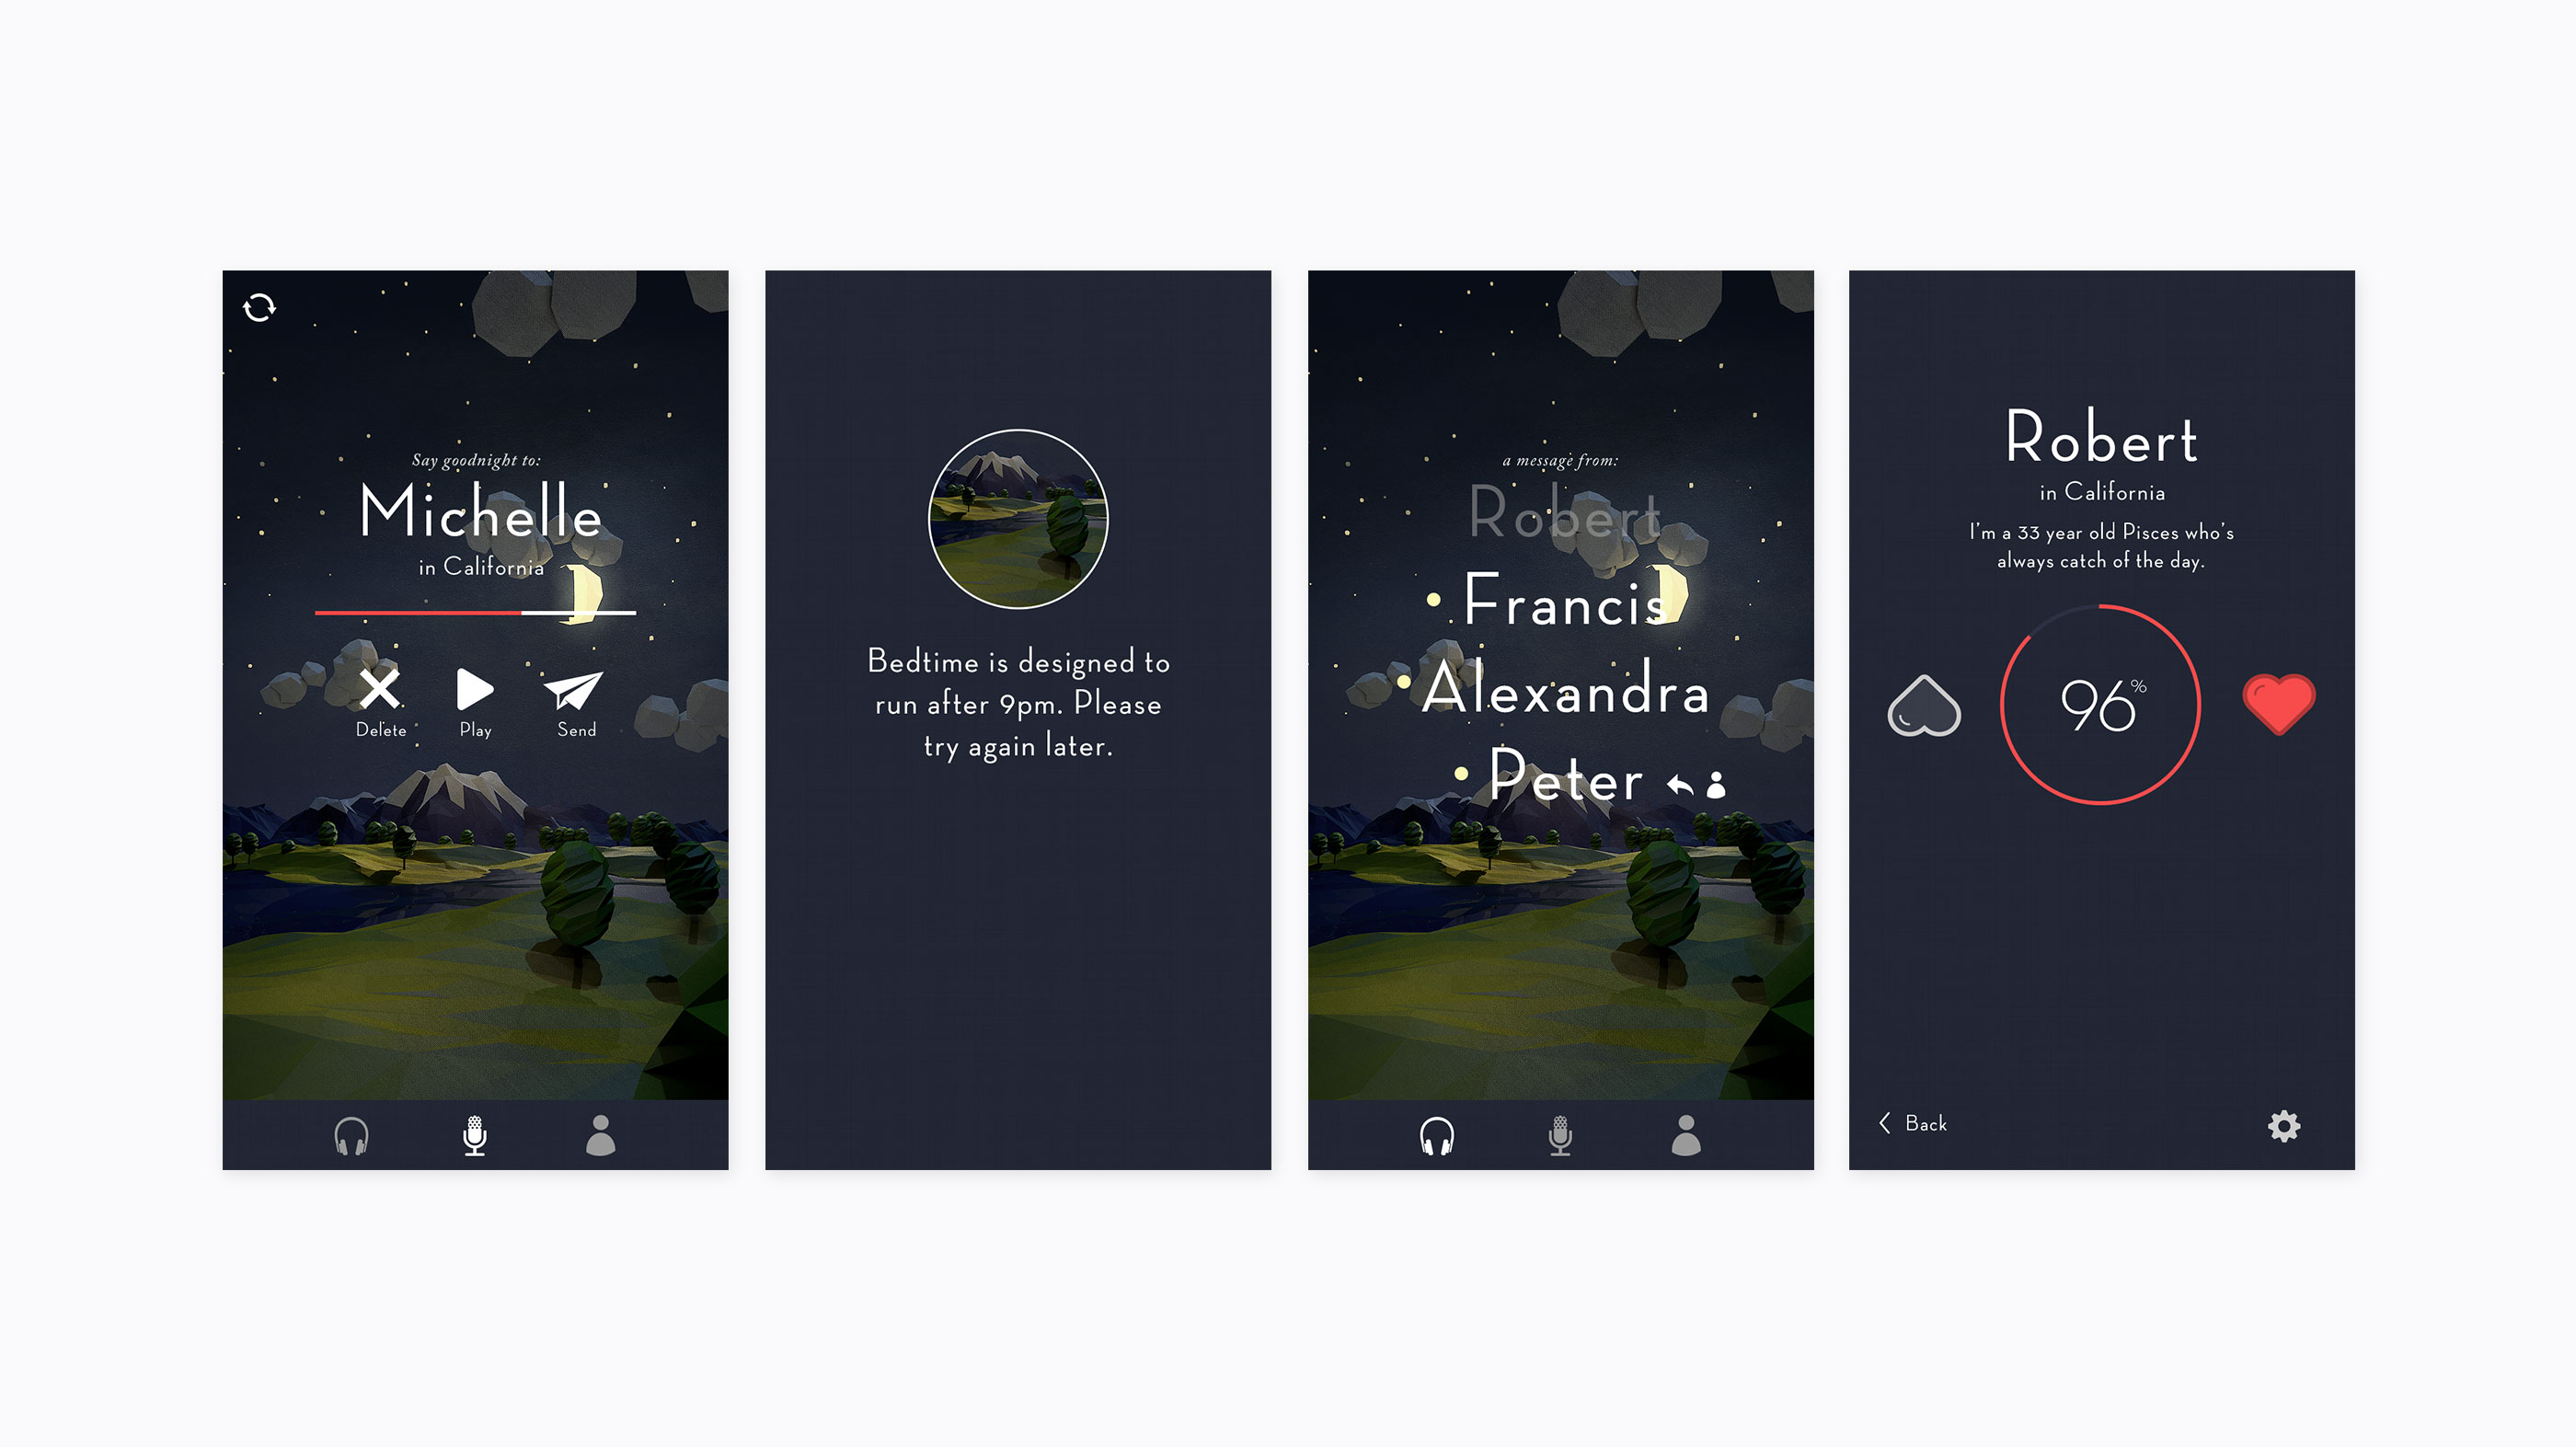 Say goodnight to:
Michelle
in California
Delete
Play
Send
Bedtime is designed to
run after 9pm. Please
try again later.
a message from:
Robert
Francis
Alexandra
Peter
Robert
in California
I'm a 33 year old Pisces who's
always catch of the day.
96%
Back